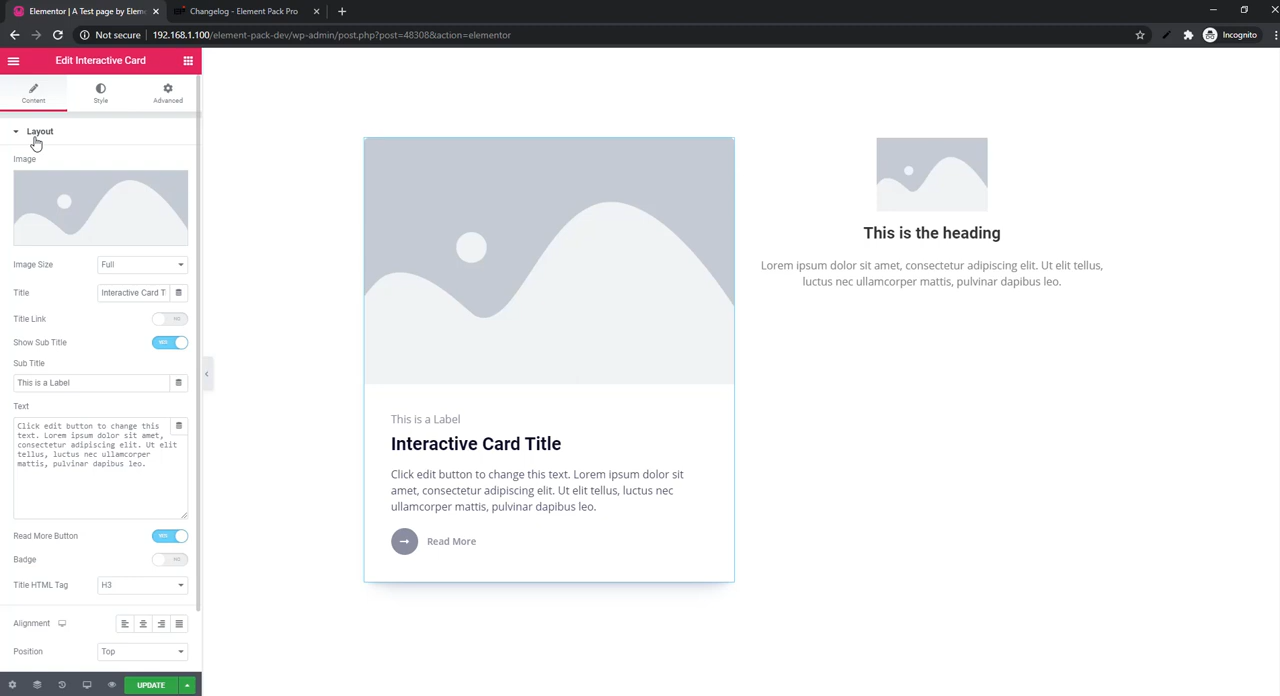 Elementor | A Test page by Elem
Changelog - Element Pack Pro
Not secure
192.168.1.100/element-pack-dev/wp-admin/post.php?post=48308&action=elementor
Incognito
Edit Interactive Card
Content
Style
Advanced
Layout
Image
Image Size
Full
Title
Interactive Card T
Title Link
NO
Show Sub Title
YES
Sub Title
This is a Label
Text
Click edit button to change this
text. Lorem ipsum dolor sit amet,
consectetur adipiscing elit. Ut elit
tellus, luctus nec ullamcorper
mattis, pulvinar dapibus leo.
Read More Button
YES
Badge
NO
Title HTML Tag
H3
Alignment
Position
Top
UPDATE
This is a Label
Interactive Card Title
Click edit button to change this text. Lorem ipsum dolor sit
amet, consectetur adipiscing elit. Ut elit tellus, luctus nec
ullamcorper mattis, pulvinar dapibus leo.
Read More
This is the heading
Lorem ipsum dolor sit amet, consectetur adipiscing elit. Ut elit tellus,
luctus nec ullamcorper mattis, pulvinar dapibus leo.